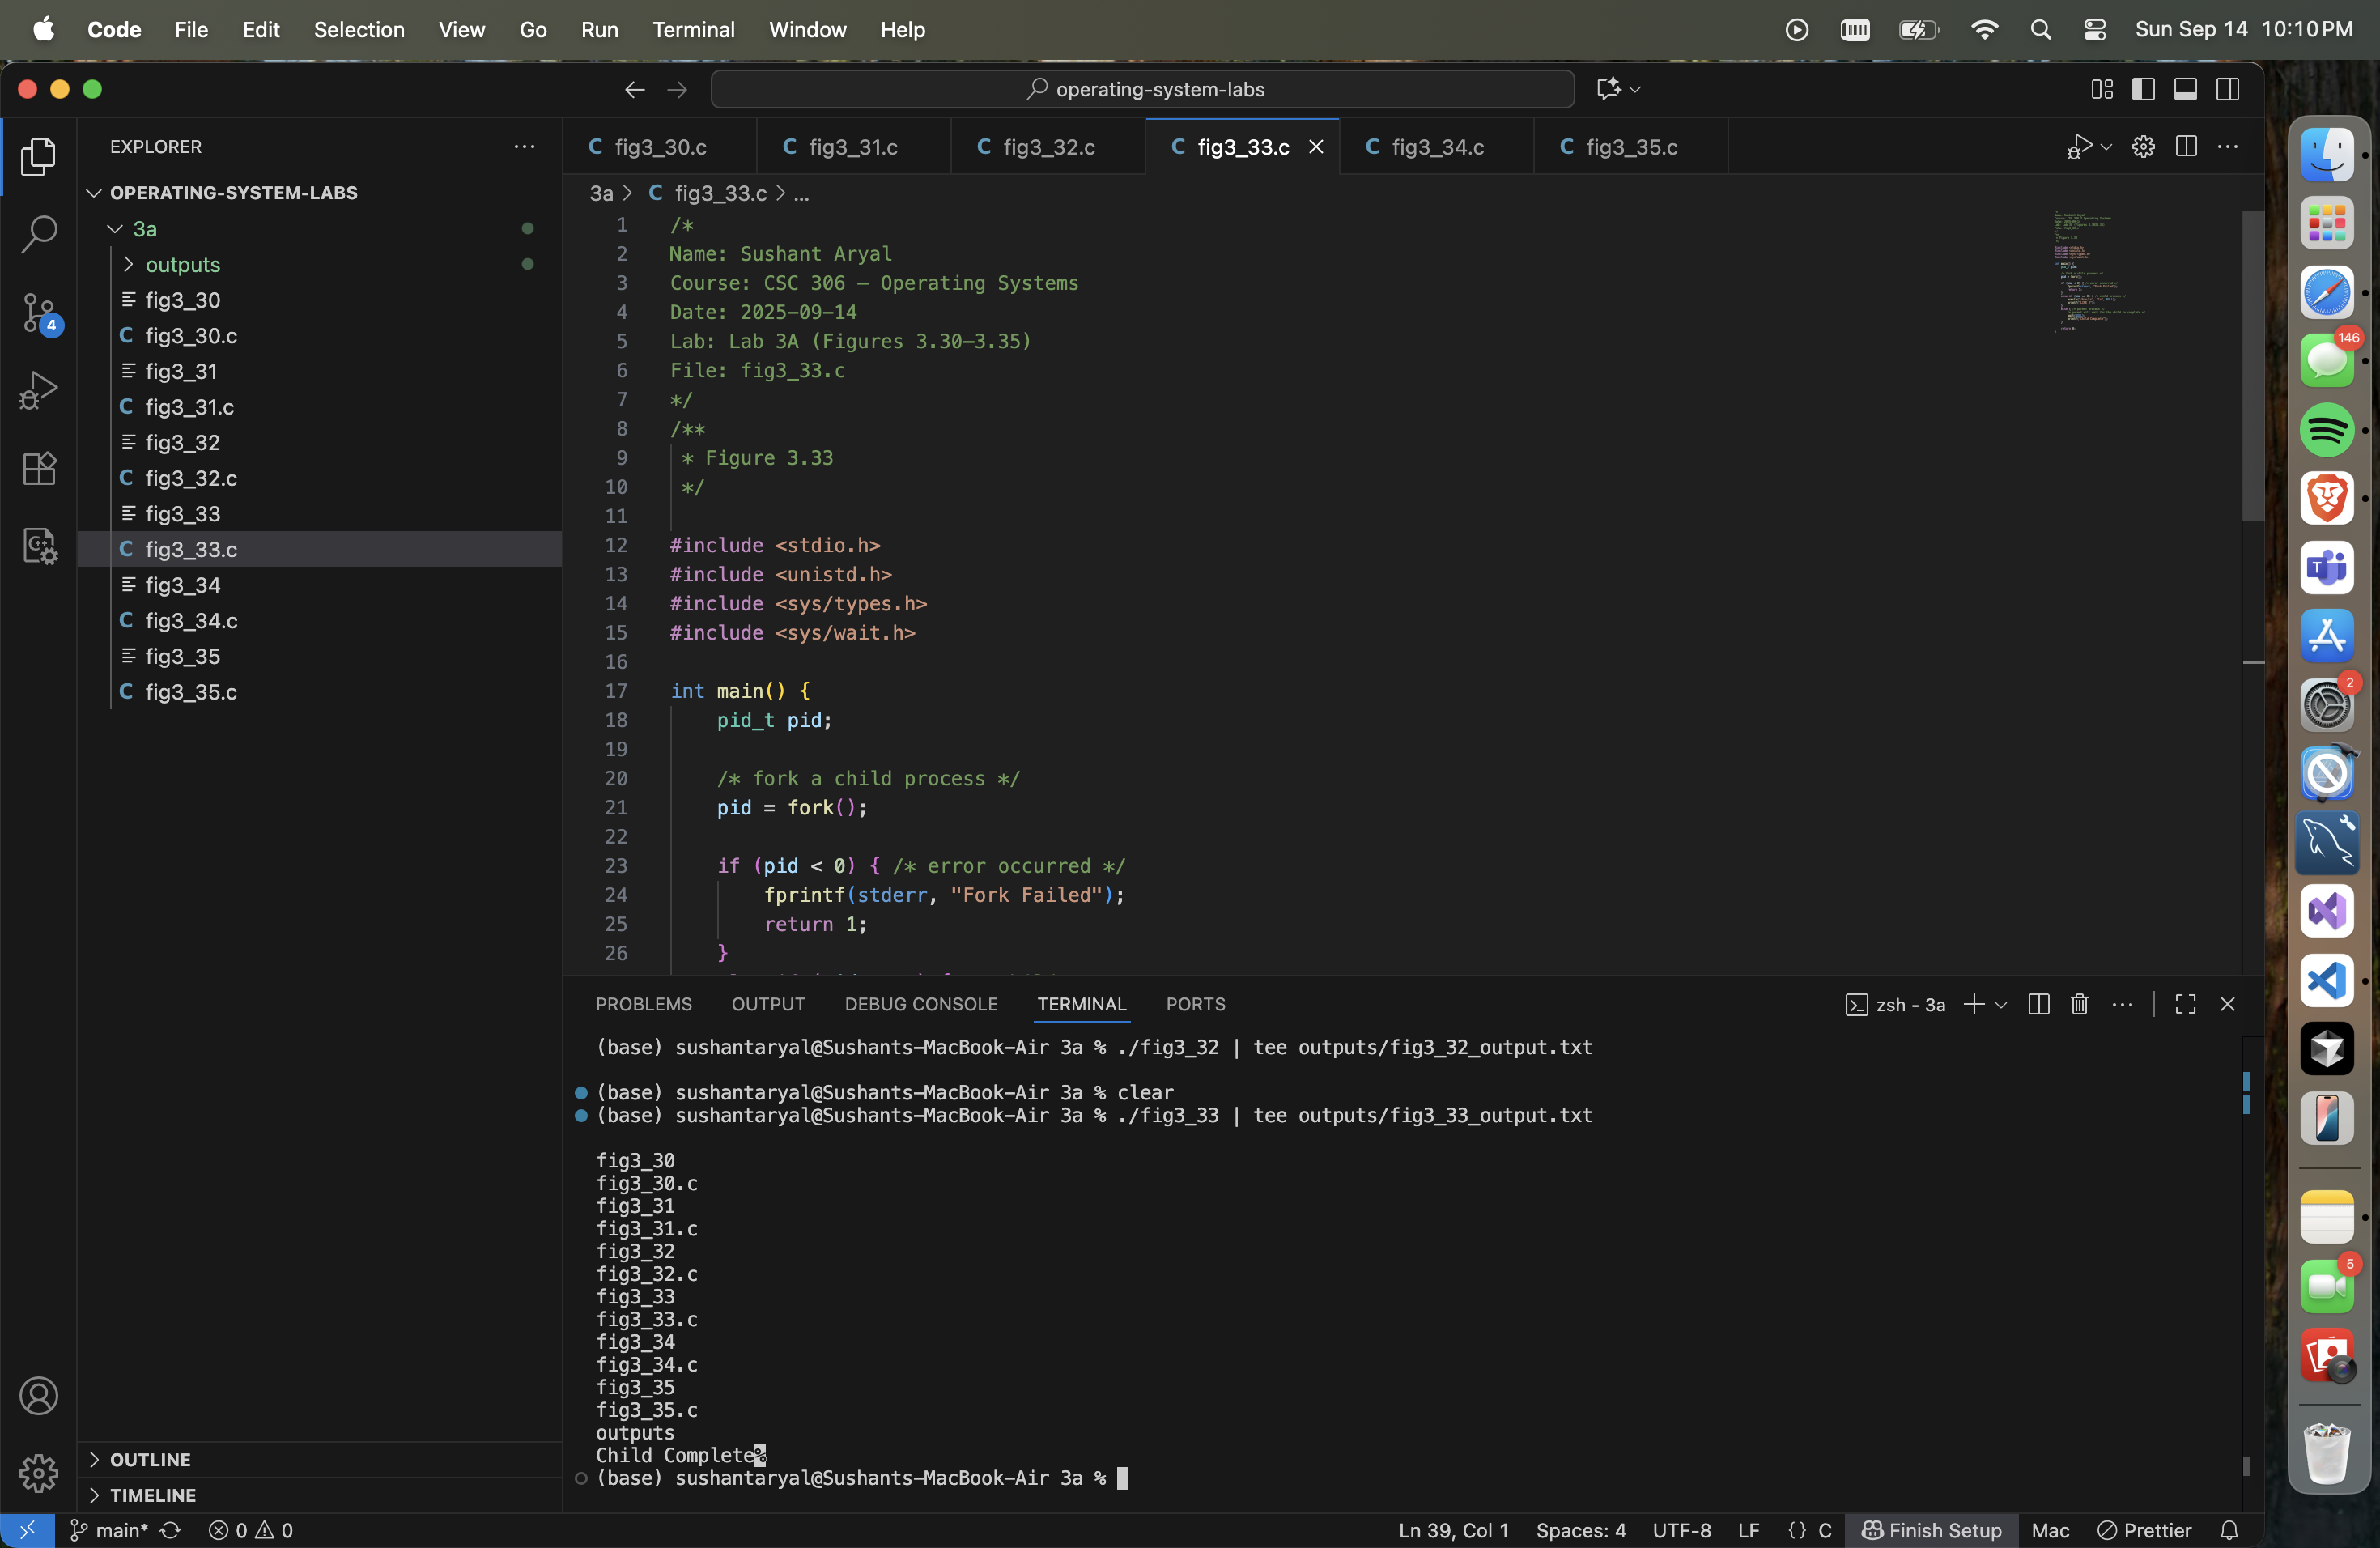 Code File Edit Selection View Go Run Terminal Window Help Sun Sep 14 10:10 PM
operating-system-labs
EXPLORER
OPERATING-SYSTEM-LABS
3a
outputs
fig3_30
fig3_30.c
fig3_31
fig3_31.c
fig3_32
fig3_32.c
fig3_33
fig3_33.c
fig3_34
fig3_34.c
fig3_35
fig3_35.c
4
OUTLINE
TIMELINE
C fig3_30.c C fig3_31.c C fig3_32.c C fig3_33.c C fig3_34.c C fig3_35.c
3a > C fig3_33.c > ...
1 /*
2 Name: Sushant Aryal
3 Course: CSC 306 – Operating Systems
4 Date: 2025-09-14
5 Lab: Lab 3A (Figures 3.30–3.35)
6 File: fig3_33.c
7 */
8 /**
9 * Figure 3.33
10 */
11
12 #include <stdio.h>
13 #include <unistd.h>
14 #include <sys/types.h>
15 #include <sys/wait.h>
16
17 int main() {
18 pid_t pid;
19
20 /* fork a child process */
21 pid = fork();
22
23 if (pid < 0) { /* error occurred */
24 fprintf(stderr, "Fork Failed");
25 return 1;
26 }
PROBLEMS OUTPUT DEBUG CONSOLE TERMINAL PORTS
zsh - 3a
(base) sushantaryal@Sushants-MacBook-Air 3a % ./fig3_32 | tee outputs/fig3_32_output.txt
(base) sushantaryal@Sushants-MacBook-Air 3a % clear
(base) sushantaryal@Sushants-MacBook-Air 3a % ./fig3_33 | tee outputs/fig3_33_output.txt
fig3_30
fig3_30.c
fig3_31
fig3_31.c
fig3_32
fig3_32.c
fig3_33
fig3_33.c
fig3_34
fig3_34.c
fig3_35
fig3_35.c
outputs
Child Complete%
(base) sushantaryal@Sushants-MacBook-Air 3a %
main* 0 0 Ln 39, Col 1 Spaces: 4 UTF-8 LF {} C Finish Setup Mac Prettier
146
2
5